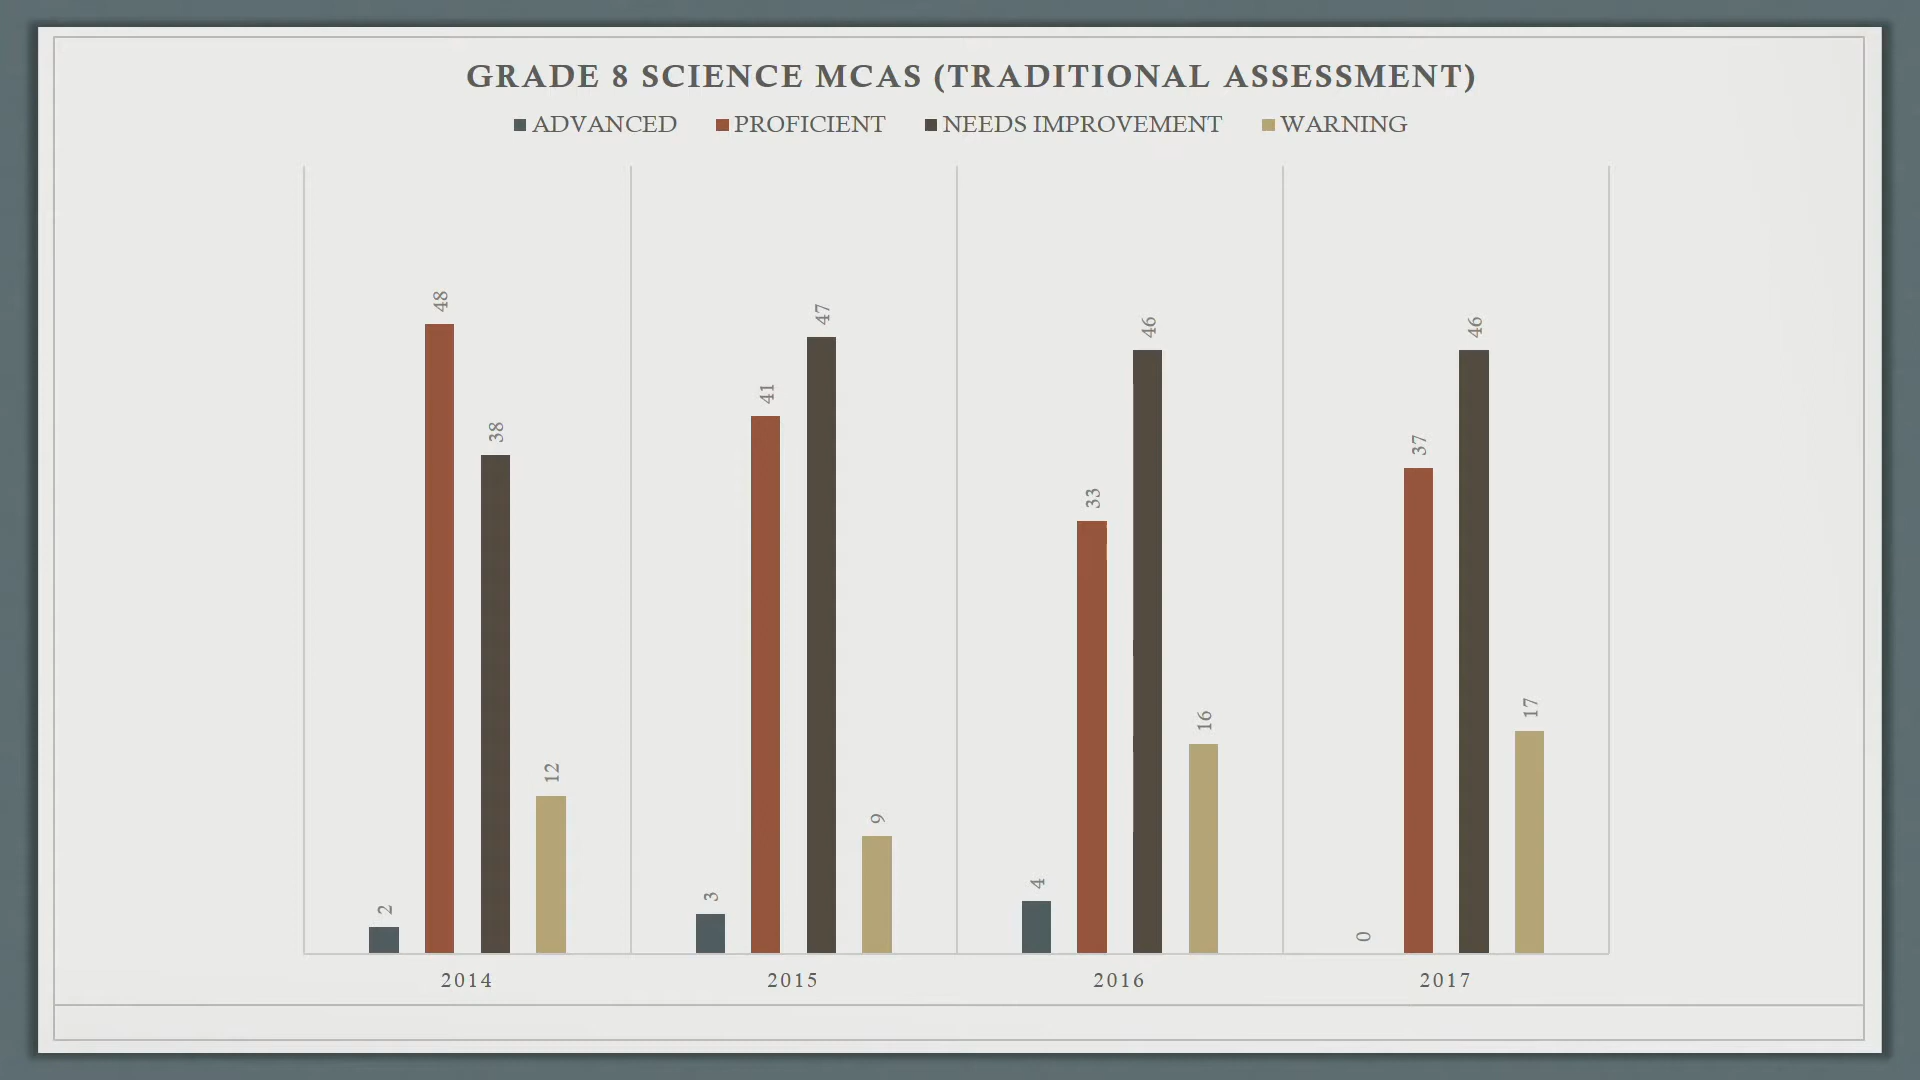 GRADE 8 SCIENCE MCAS (TRADITIONAL ASSESSMENT)
ADVANCED PROFICIENT NEEDS IMPROVEMENT WARNING
2 48 38 12
3 41 47 9
4 33 46 16
0 37 46 17
2014 2015 2016 2017